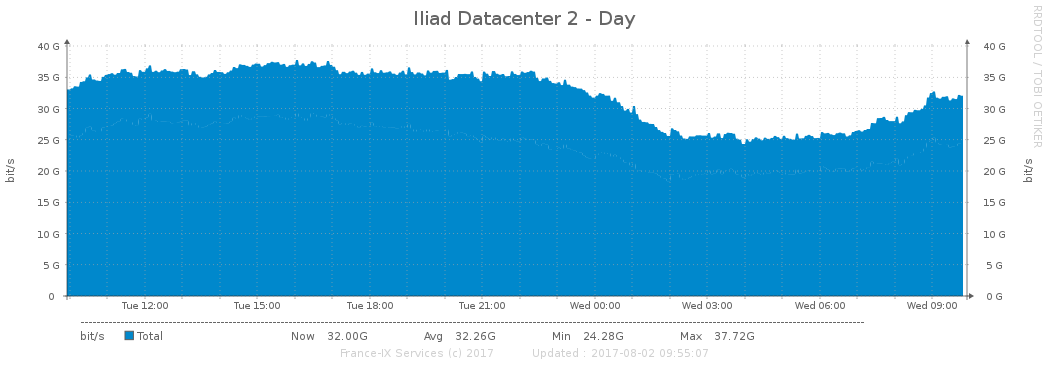 Iliad Datacenter 2 - Day
RRDTOOL / TOBI OETIKER
bit/s
40 G
35 G
30 G
25 G
20 G
15 G
10 G
5 G
0
40 G
35 G
30 G
25 G
20 G
15 G
10 G
5 G
0 G
bit/s
Tue 12:00 Tue 15:00 Tue 18:00 Tue 21:00 Wed 00:00 Wed 03:00 Wed 06:00 Wed 09:00
bit/s Total Now 32.00G Avg 32.26G Min 24.28G Max 37.72G
France-IX Services (c) 2017 Updated : 2017-08-02 09:55:07